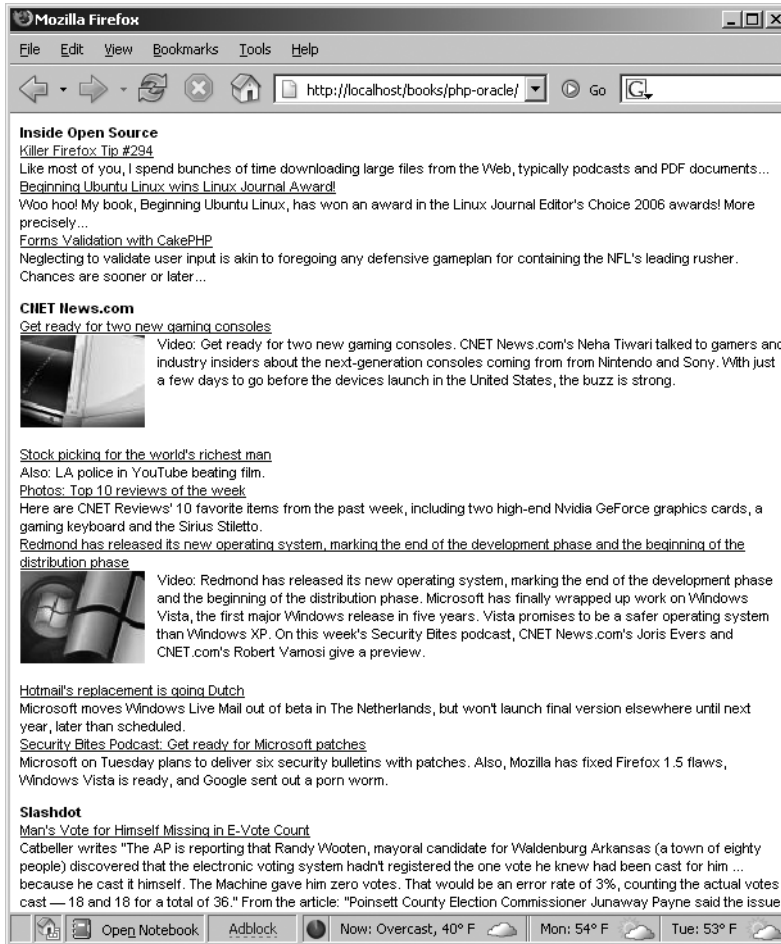 Mozilla Firefox
File Edit View Bookmarks Tools Help
http://localhost/books/php-oracle/ Go G
Inside Open Source
Killer Firefox Tip #294
Like most of you, I spend bunches of time downloading large files from the Web, typically podcasts and PDF documents...
Beginning Ubuntu Linux wins Linux Journal Award!
Woo hoo! My book, Beginning Ubuntu Linux, has won an award in the Linux Journal Editor's Choice 2006 awards! More
precisely...
Forms Validation with CakePHP
Neglecting to validate user input is akin to foregoing any defensive gameplan for containing the NFL's leading rusher.
Chances are sooner or later...
CNET News.com
Get ready for two new gaming consoles
Video: Get ready for two new gaming consoles. CNET News.com's Neha Tiwari talked to gamers and
industry insiders about the next-generation consoles coming from from Nintendo and Sony. With just
a few days to go before the devices launch in the United States, the buzz is strong.
Stock picking for the world's richest man
Also: LA police in YouTube beating film.
Photos: Top 10 reviews of the week
Here are CNET Reviews' 10 favorite items from the past week, including two high-end Nvidia GeForce graphics cards, a
gaming keyboard and the Sirius Stiletto.
Redmond has released its new operating system, marking the end of the development phase and the beginning of the
distribution phase
Video: Redmond has released its new operating system, marking the end of the development phase
and the beginning of the distribution phase. Microsoft has finally wrapped up work on Windows
Vista, the first major Windows release in five years. Vista promises to be a safer operating system
than Windows XP. On this week's Security Bites podcast, CNET News.com's Joris Evers and
CNET.com's Robert Vamosi give a preview.
Hotmail's replacement is going Dutch
Microsoft moves Windows Live Mail out of beta in The Netherlands, but won't launch final version elsewhere until next
year, later than scheduled.
Security Bites Podcast: Get ready for Microsoft patches
Microsoft on Tuesday plans to deliver six security bulletins with patches. Also, Mozilla has fixed Firefox 1.5 flaws,
Windows Vista is ready, and Google sent out a porn worm.
Slashdot
Man's Vote for Himself Missing in E-Vote Count
Catbeller writes "The AP is reporting that Randy Wooten, mayoral candidate for Waldenburg Arkansas (a town of eighty
people) discovered that the electronic voting system hadn't registered the one vote he knew had been cast for him ...
because he cast it himself. The Machine gave him zero votes. That would be an error rate of 3%, counting the actual votes
cast — 18 and 18 for a total of 36." From the article: "Poinsett County Election Commissioner Junaway Payne said the issue
Open Notebook Adblock Now: Overcast, 40° F Mon: 54° F Tue: 53° F